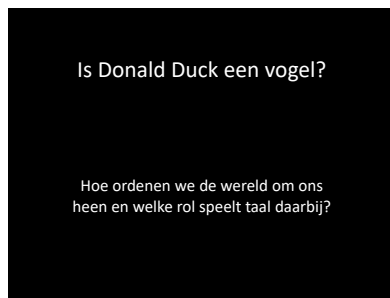 Is Donald Duck een vogel?
Hoe ordenen we de wereld om ons
heen en welke rol speelt taal daarbij?